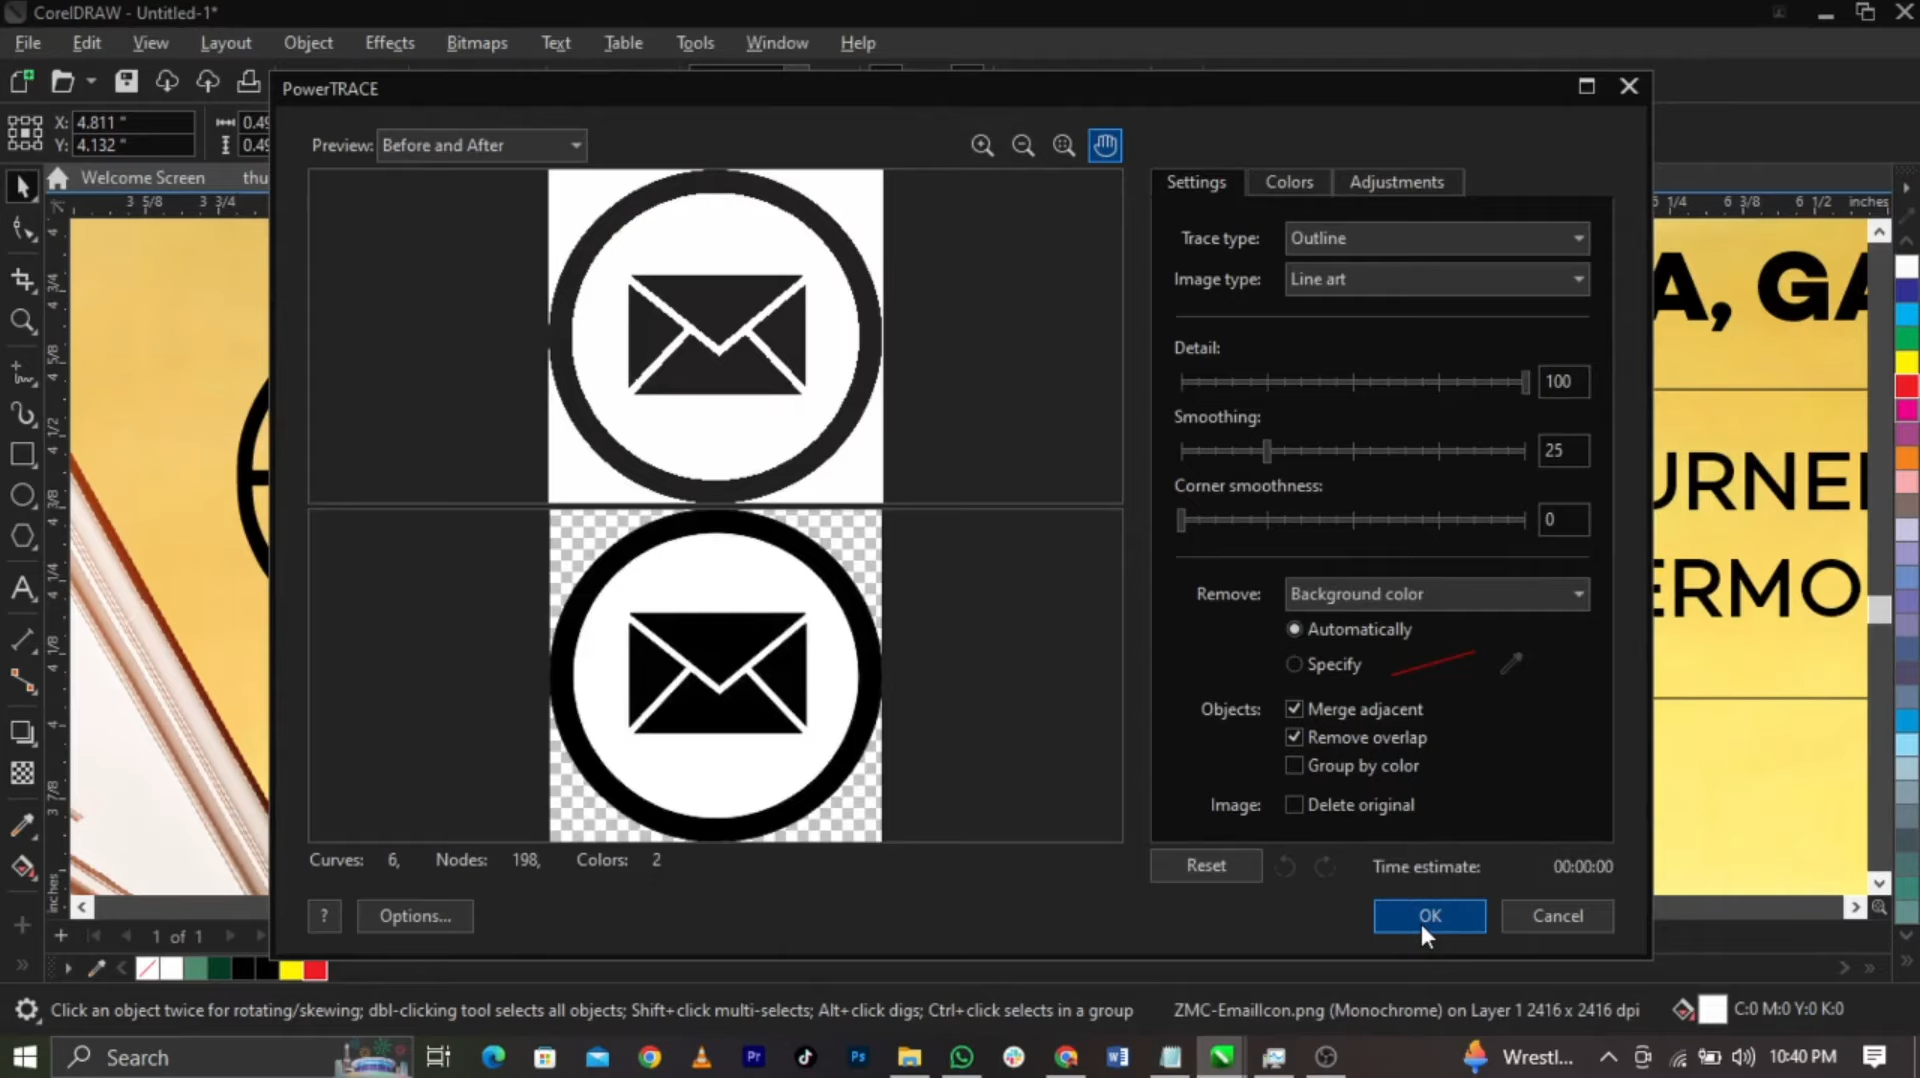 CorelDRAW - Untitled-1*
File Edit View Layout Object Effects Bitmaps Text Table Tools Window Help
PowerTRACE
X: 4.811 "
Y: 4.132 "
0.49
0.49
Preview: Before and After
Welcome Screen thu
3 5/8 3 3/4
1/4 6 3/8 6 1/2 inches
Settings Colors Adjustments
Trace type: Outline
Image type: Line art
Detail:
100
Smoothing:
25
Corner smoothness:
0
Remove: Background color
Automatically
Specify
Objects: Merge adjacent
Remove overlap
Group by color
Image: Delete original
A, GA
URNE
ERMO
Curves: 6, Nodes: 198, Colors: 2
Reset Time estimate: 00:00:00
? Options... OK Cancel
1 of 1
Click an object twice for rotating/skewing; dbl-clicking tool selects all objects; Shift+click multi-selects; Alt+click digs; Ctrl+click selects in a group ZMC-EmailIcon.png (Monochrome) on Layer 1 2416 x 2416 dpi C:0 M:0 Y:0 K:0
Search Pr Ps Wrestl... 10:40 PM